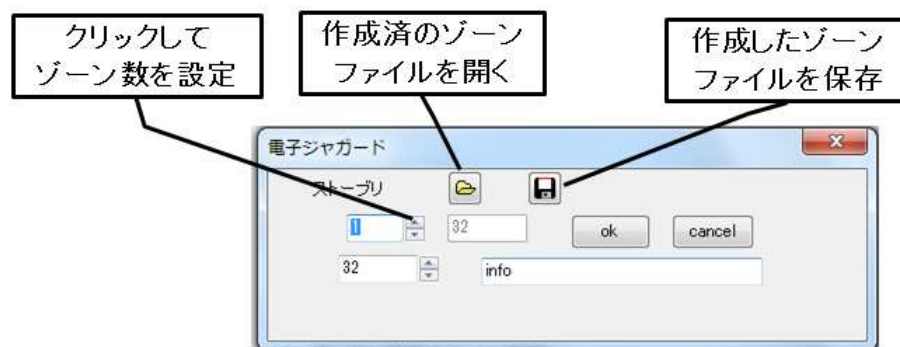 クリックして
ゾーン数を設定
作成済のゾーン
ファイルを開く
作成したゾーン
ファイルを保存
電子ジャガード
ストーブリ
1
32
ok
cancel
32
info